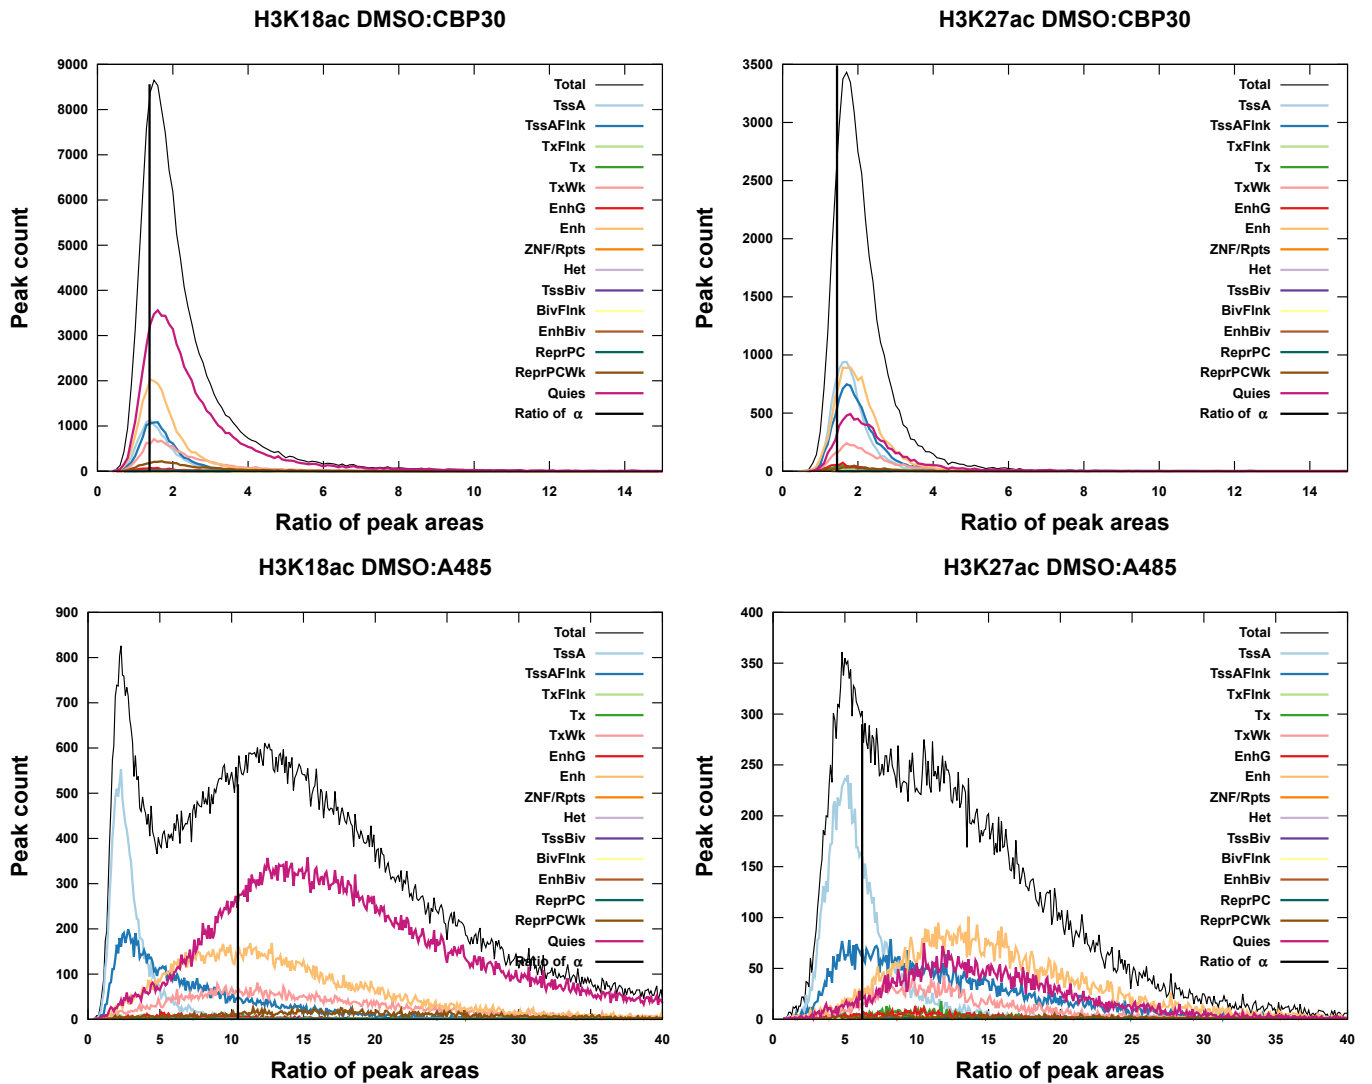 H3K18ac DMSO:CBP30
Peak count
9000
8000
7000
6000
5000
4000
3000
2000
1000
0
0 2 4 6 8 10 12 14
Ratio of peak areas
Total
TssA
TssAFlnk
TxFlnk
Tx
TxWk
EnhG
Enh
ZNF/Rpts
Het
TssBiv
BivFlnk
EnhBiv
ReprPC
ReprPCWk
Quies
Ratio of α
H3K27ac DMSO:CBP30
Peak count
3500
3000
2500
2000
1500
1000
500
0
0 2 4 6 8 10 12 14
Ratio of peak areas
Total
TssA
TssAFlnk
TxFlnk
Tx
TxWk
EnhG
Enh
ZNF/Rpts
Het
TssBiv
BivFlnk
EnhBiv
ReprPC
ReprPCWk
Quies
Ratio of α
H3K18ac DMSO:A485
Peak count
900
800
700
600
500
400
300
200
100
0
0 5 10 15 20 25 30 35 40
Ratio of peak areas
Total
TssA
TssAFlnk
TxFlnk
Tx
TxWk
EnhG
Enh
ZNF/Rpts
Het
TssBiv
BivFlnk
EnhBiv
ReprPC
ReprPCWk
Quies
Ratio of α
H3K27ac DMSO:A485
Peak count
400
350
300
250
200
150
100
50
0
0 5 10 15 20 25 30 35 40
Ratio of peak areas
Total
TssA
TssAFlnk
TxFlnk
Tx
TxWk
EnhG
Enh
ZNF/Rpts
Het
TssBiv
BivFlnk
EnhBiv
ReprPC
ReprPCWk
Quies
Ratio of α